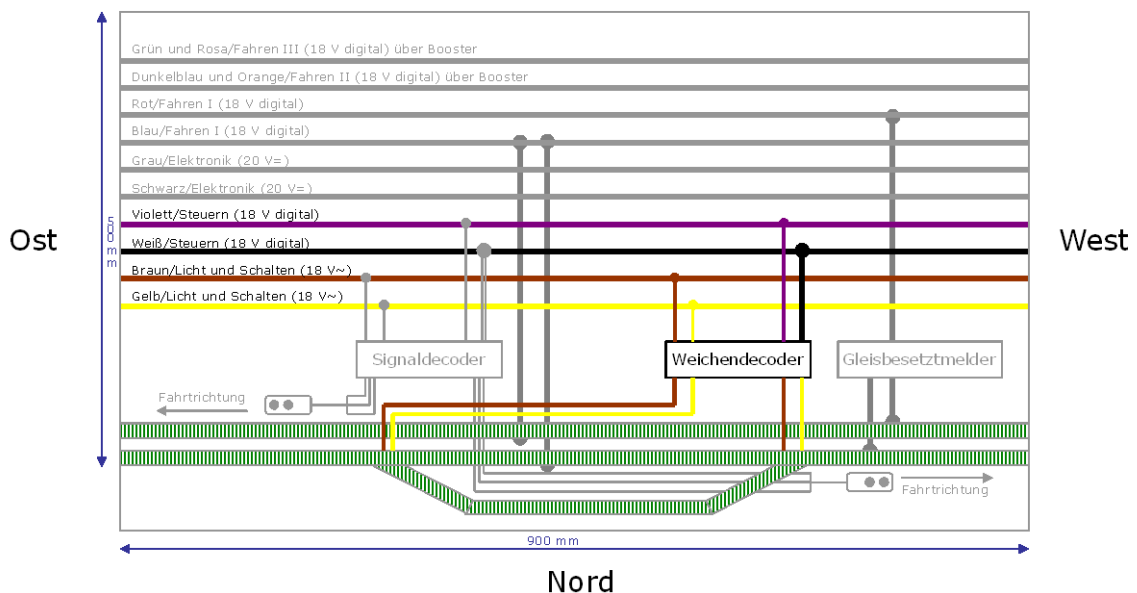 Grün und Rosa/Fahren III (18 V digital) über Booster
Dunkelblau und Orange/Fahren II (18 V digital) über Booster
Rot/Fahren I (18 V digital)
Blau/Fahren I (18 V digital)
Grau/Elektronik (20 V=)
Schwarz/Elektronik (20 V=)
Violett/Steuern (18 V digital)
Weiß/Steuern (18 V digital)
Braun/Licht und Schalten (18 V~)
Gelb/Licht und Schalten (18 V~)
500 mm
Ost
West
Signaldecoder
Weichendecoder
Gleisbesetztmelder
Fahrtrichtung
Fahrtrichtung
900 mm
Nord